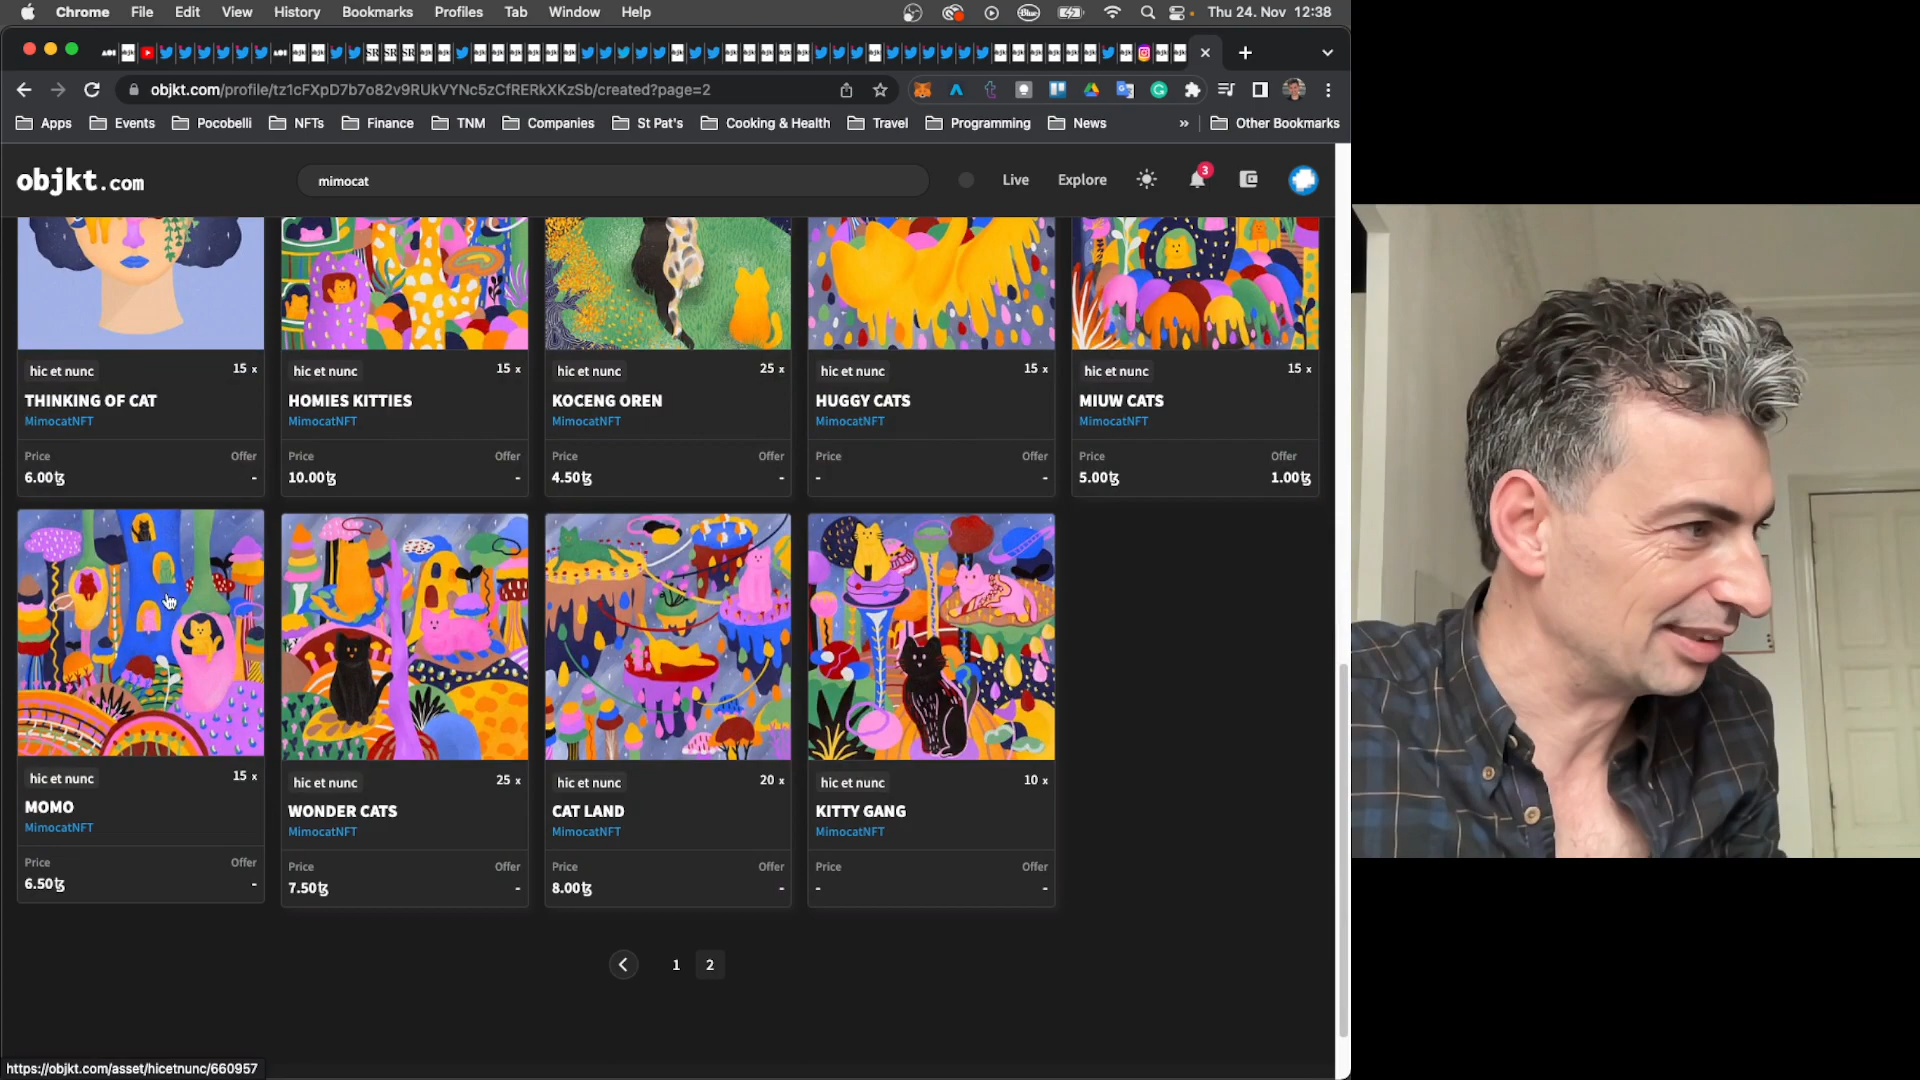 Chrome File Edit View History Bookmarks Profiles Tab Window Help Thu 24. Nov 12:38
objkt.com/profile/tz1cFXpD7b7o82v9RUkVYNc5zCfRERkXKzSb/created?page=2
Apps Events Pocobelli NFTs Finance TNM Companies St Pat's Cooking & Health Travel Programming News » Other Bookmarks
objkt.com mimocat Live Explore 3
hic et nunc 15 x hic et nunc 15 x hic et nunc 25 x hic et nunc 15 x hic et nunc 15 x
THINKING OF CAT HOMIES KITTIES KOCENG OREN HUGGY CATS MIUW CATS
MimocatNFT MimocatNFT MimocatNFT MimocatNFT MimocatNFT
Price Offer Price Offer Price Offer Price Offer Price Offer
6.00ꜩ - 10.00ꜩ - 4.50ꜩ - - - 5.00ꜩ 1.00ꜩ
hic et nunc 15 x hic et nunc 25 x hic et nunc 20 x hic et nunc 10 x
MOMO WONDER CATS CAT LAND KITTY GANG
MimocatNFT MimocatNFT MimocatNFT MimocatNFT
Price Offer Price Offer Price Offer Price Offer
6.50ꜩ - 7.50ꜩ - 8.00ꜩ - - -
1 2
https://objkt.com/asset/hicetnunc/660957